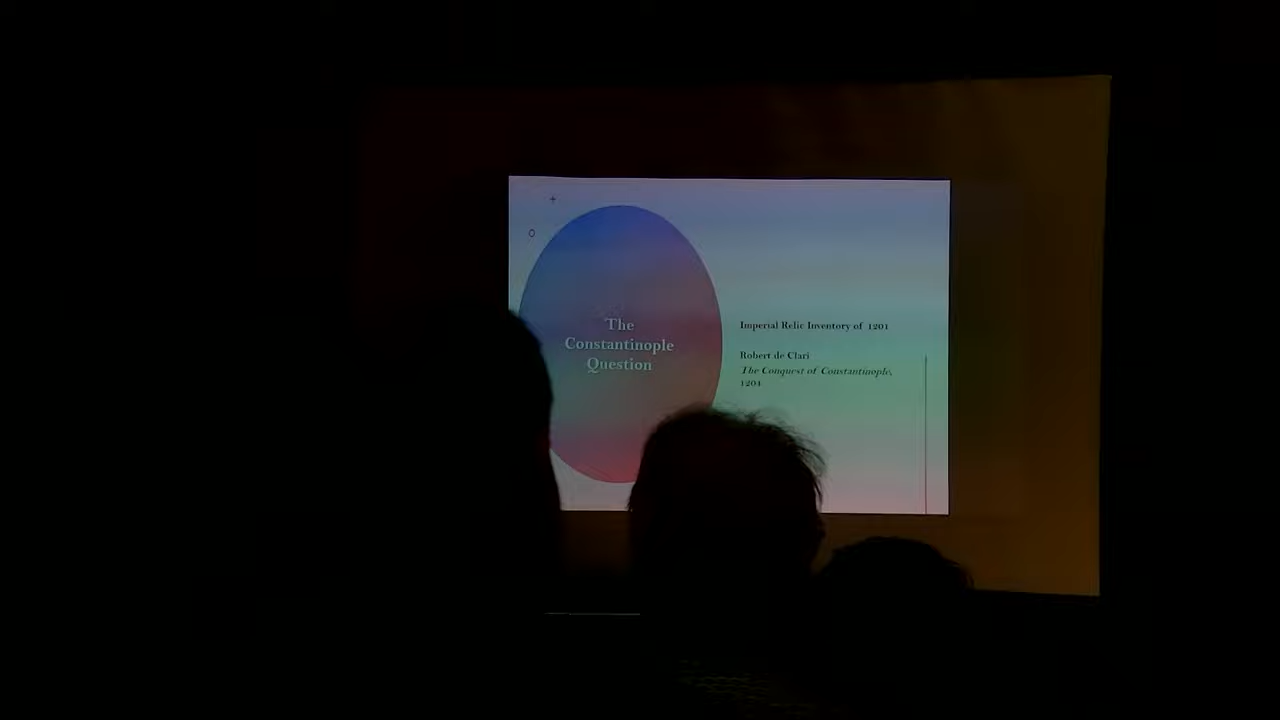 The
Constantinople
Question
Imperial Relic Inventory of 1201
Robert de Clari
The Conquest of Constantinople,
1204